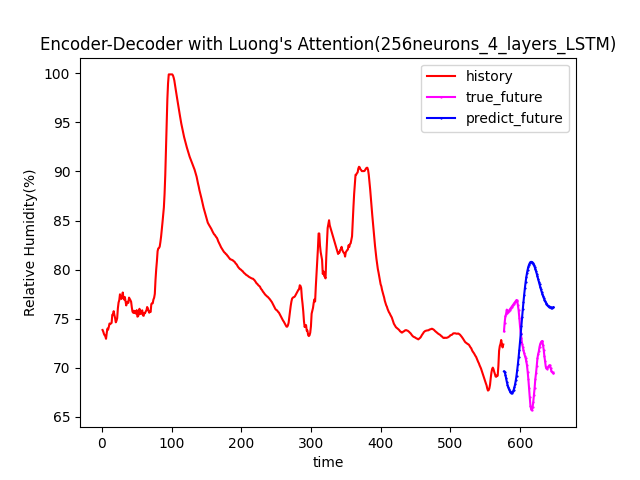 Encoder-Decoder with Luong's Attention(256neurons_4_layers_LSTM)
history
true_future
predict_future
Relative Humidity(%)
100
95
90
85
80
75
70
65
0
100
200
300
400
500
600
time